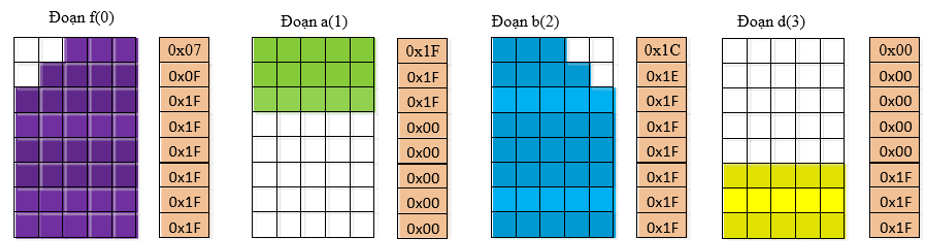 Đoạn f(0)
0x07
0x0F
0x1F
0x1F
0x1F
0x1F
0x1F
0x1F
Đoạn a(1)
0x1F
0x1F
0x1F
0x00
0x00
0x00
0x00
0x00
Đoạn b(2)
0x1C
0x1E
0x1F
0x1F
0x1F
0x1F
0x1F
0x1F
Đoạn d(3)
0x00
0x00
0x00
0x00
0x00
0x1F
0x1F
0x1F